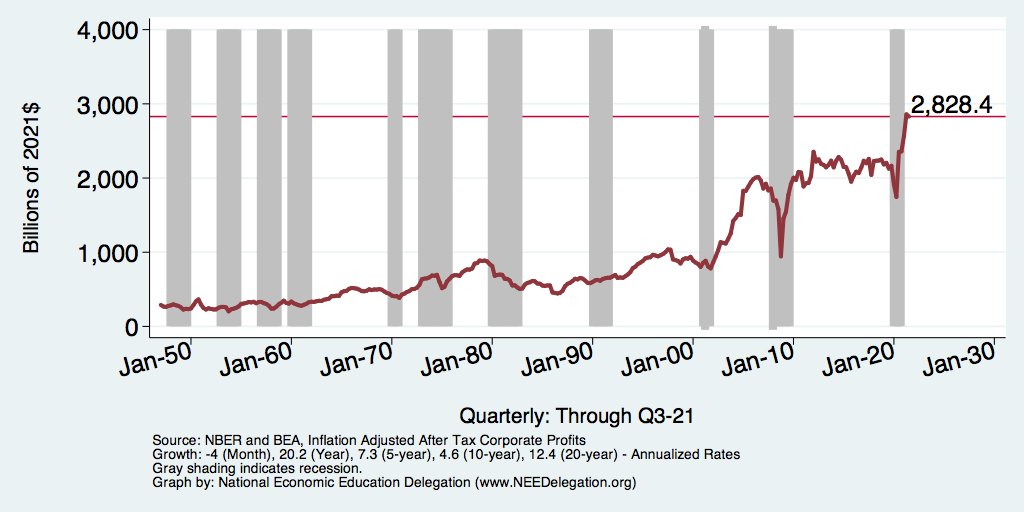 4,000
3,000
2,000
1,000
0
Billions of 2021$
2,828.4
Jan-50 Jan-60 Jan-70 Jan-80 Jan-90 Jan-00 Jan-10 Jan-20 Jan-30
Quarterly: Through Q3-21
Source: NBER and BEA, Inflation Adjusted After Tax Corporate Profits
Growth: -4 (Month), 20.2 (Year), 7.3 (5-year), 4.6 (10-year), 12.4 (20-year) - Annualized Rates
Gray shading indicates recession.
Graph by: National Economic Education Delegation (www.NEEDelegation.org)